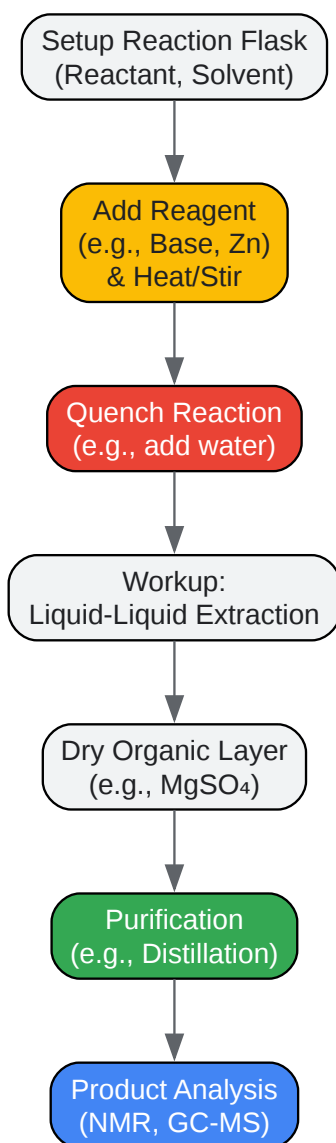 Setup Reaction Flask
(Reactant, Solvent)
Add Reagent
(e.g., Base, Zn)
& Heat/Stir
Quench Reaction
(e.g., add water)
Workup:
Liquid-Liquid Extraction
Dry Organic Layer
(e.g., MgSO₄)
Purification
(e.g., Distillation)
Product Analysis
(NMR, GC-MS)